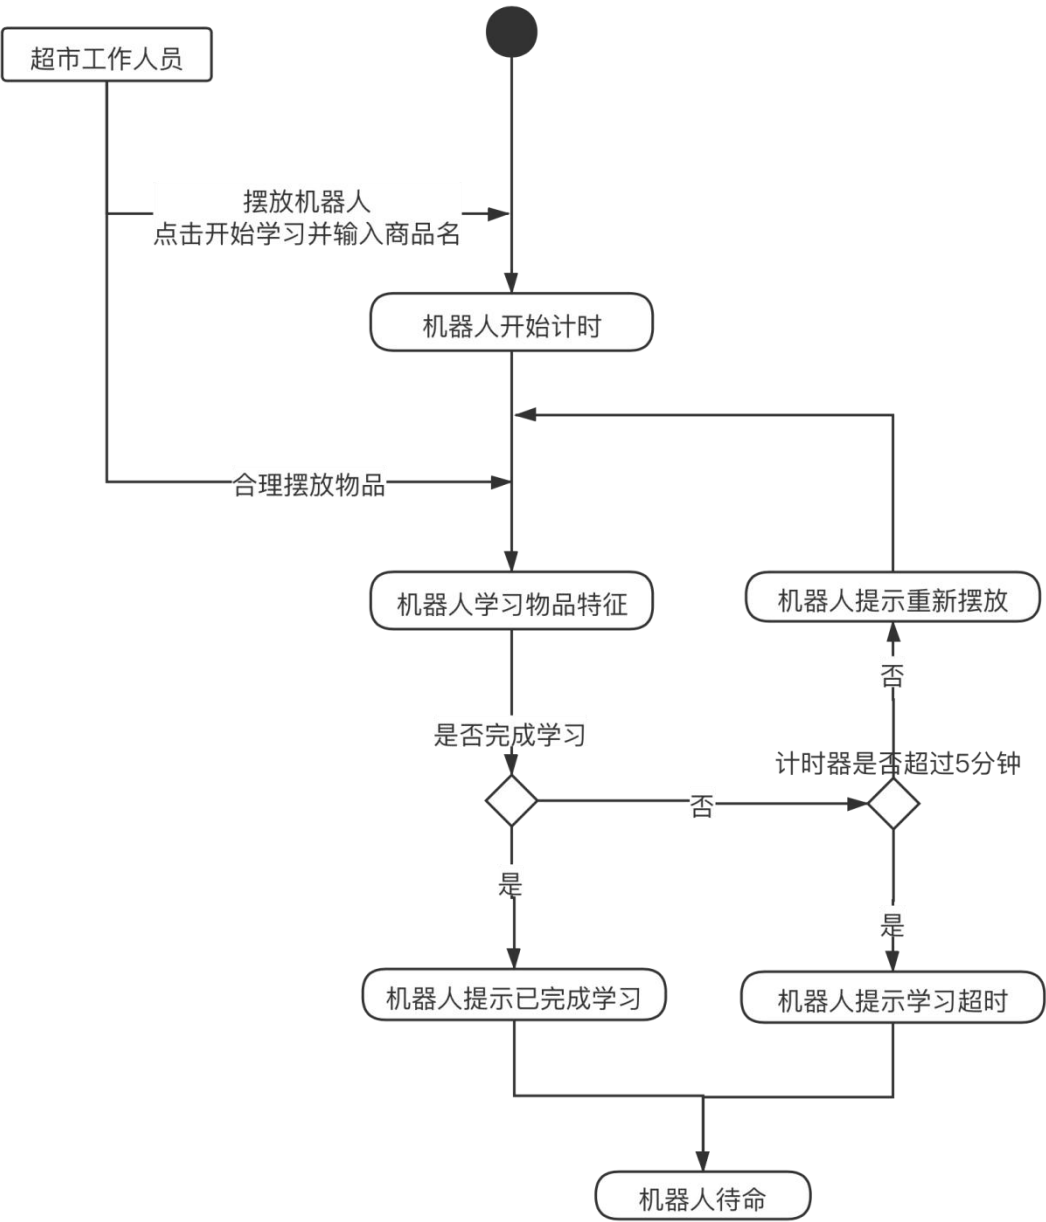 超市工作人员
摆放机器人
点击开始学习并输入商品名
机器人开始计时
合理摆放物品
机器人学习物品特征
机器人提示重新摆放
否
是否完成学习
计时器是否超过5分钟
否
是
是
机器人提示已完成学习
机器人提示学习超时
机器人待命